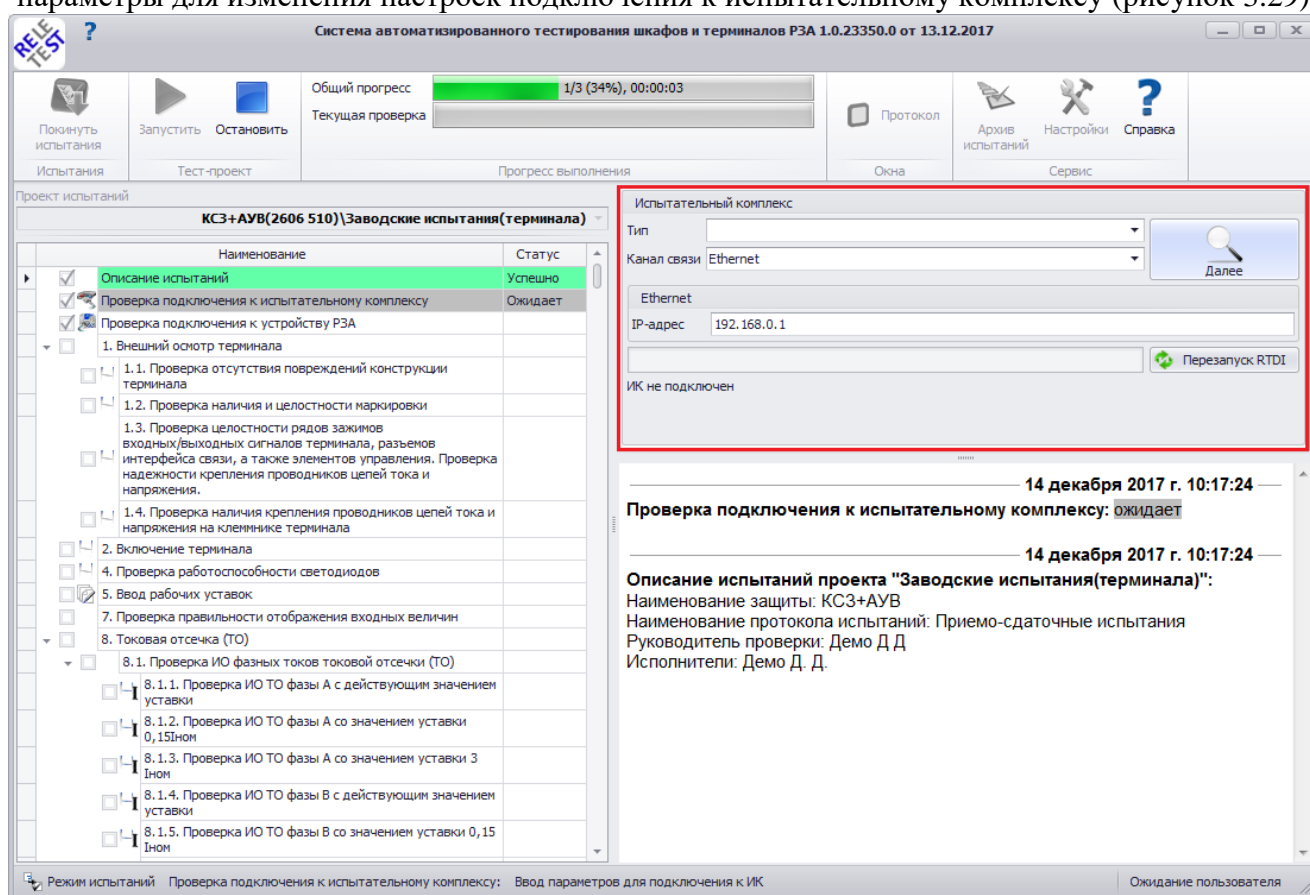 параметры для изменения настроек подключения к испытательному комплексу (рисунок 3.29)
RELE TEST
?
Система автоматизированного тестирования шкафов и терминалов РЗА 1.0.23350.0 от 13.12.2017
Покинуть испытания
Запустить
Остановить
Общий прогресс
1/3 (34%), 00:00:03
Текущая проверка
Протокол
Архив испытаний
Настройки
Справка
Испытания
Тест-проект
Прогресс выполнения
Окна
Сервис
Проект испытаний
КСЗ+АУВ(2606 510)\Заводские испытания(терминала)
Наименование
Статус
Описание испытаний
Успешно
Проверка подключения к испытательному комплексу
Ожидает
Проверка подключения к устройству РЗА
1. Внешний осмотр терминала
1.1. Проверка отсутствия повреждений конструкции
терминала
1.2. Проверка наличия и целостности маркировки
1.3. Проверка целостности рядов зажимов
входных/выходных сигналов терминала, разъемов
интерфейса связи, а также элементов управления. Проверка
надежности крепления проводников цепей тока и
напряжения.
1.4. Проверка наличия крепления проводников цепей тока и
напряжения на клеммнике терминала
2. Включение терминала
4. Проверка работоспособности светодиодов
5. Ввод рабочих уставок
7. Проверка правильности отображения входных величин
8. Токовая отсечка (ТО)
8.1. Проверка ИО фазных токов токовой отсечки (ТО)
8.1.1. Проверка ИО ТО фазы А с действующим значением
уставки
8.1.2. Проверка ИО ТО фазы А со значением уставки
0,15Iном
8.1.3. Проверка ИО ТО фазы А со значением уставки 3
Iном
8.1.4. Проверка ИО ТО фазы В с действующим значением
уставки
8.1.5. Проверка ИО ТО фазы В со значением уставки 0,15
Iном
Испытательный комплекс
Тип
Канал связи Ethernet
Далее
Ethernet
IP-адрес 192.168.0.1
Перезапуск RTDI
ИК не подключен
14 декабря 2017 г. 10:17:24
Проверка подключения к испытательному комплексу: ожидает
14 декабря 2017 г. 10:17:24
Описание испытаний проекта "Заводские испытания(терминала)":
Наименование защиты: КСЗ+АУВ
Наименование протокола испытаний: Приемо-сдаточные испытания
Руководитель проверки: Демо Д Д
Исполнители: Демо Д. Д.
Режим испытаний Проверка подключения к испытательному комплексу: Ввод параметров для подключения к ИК
Ожидание пользователя